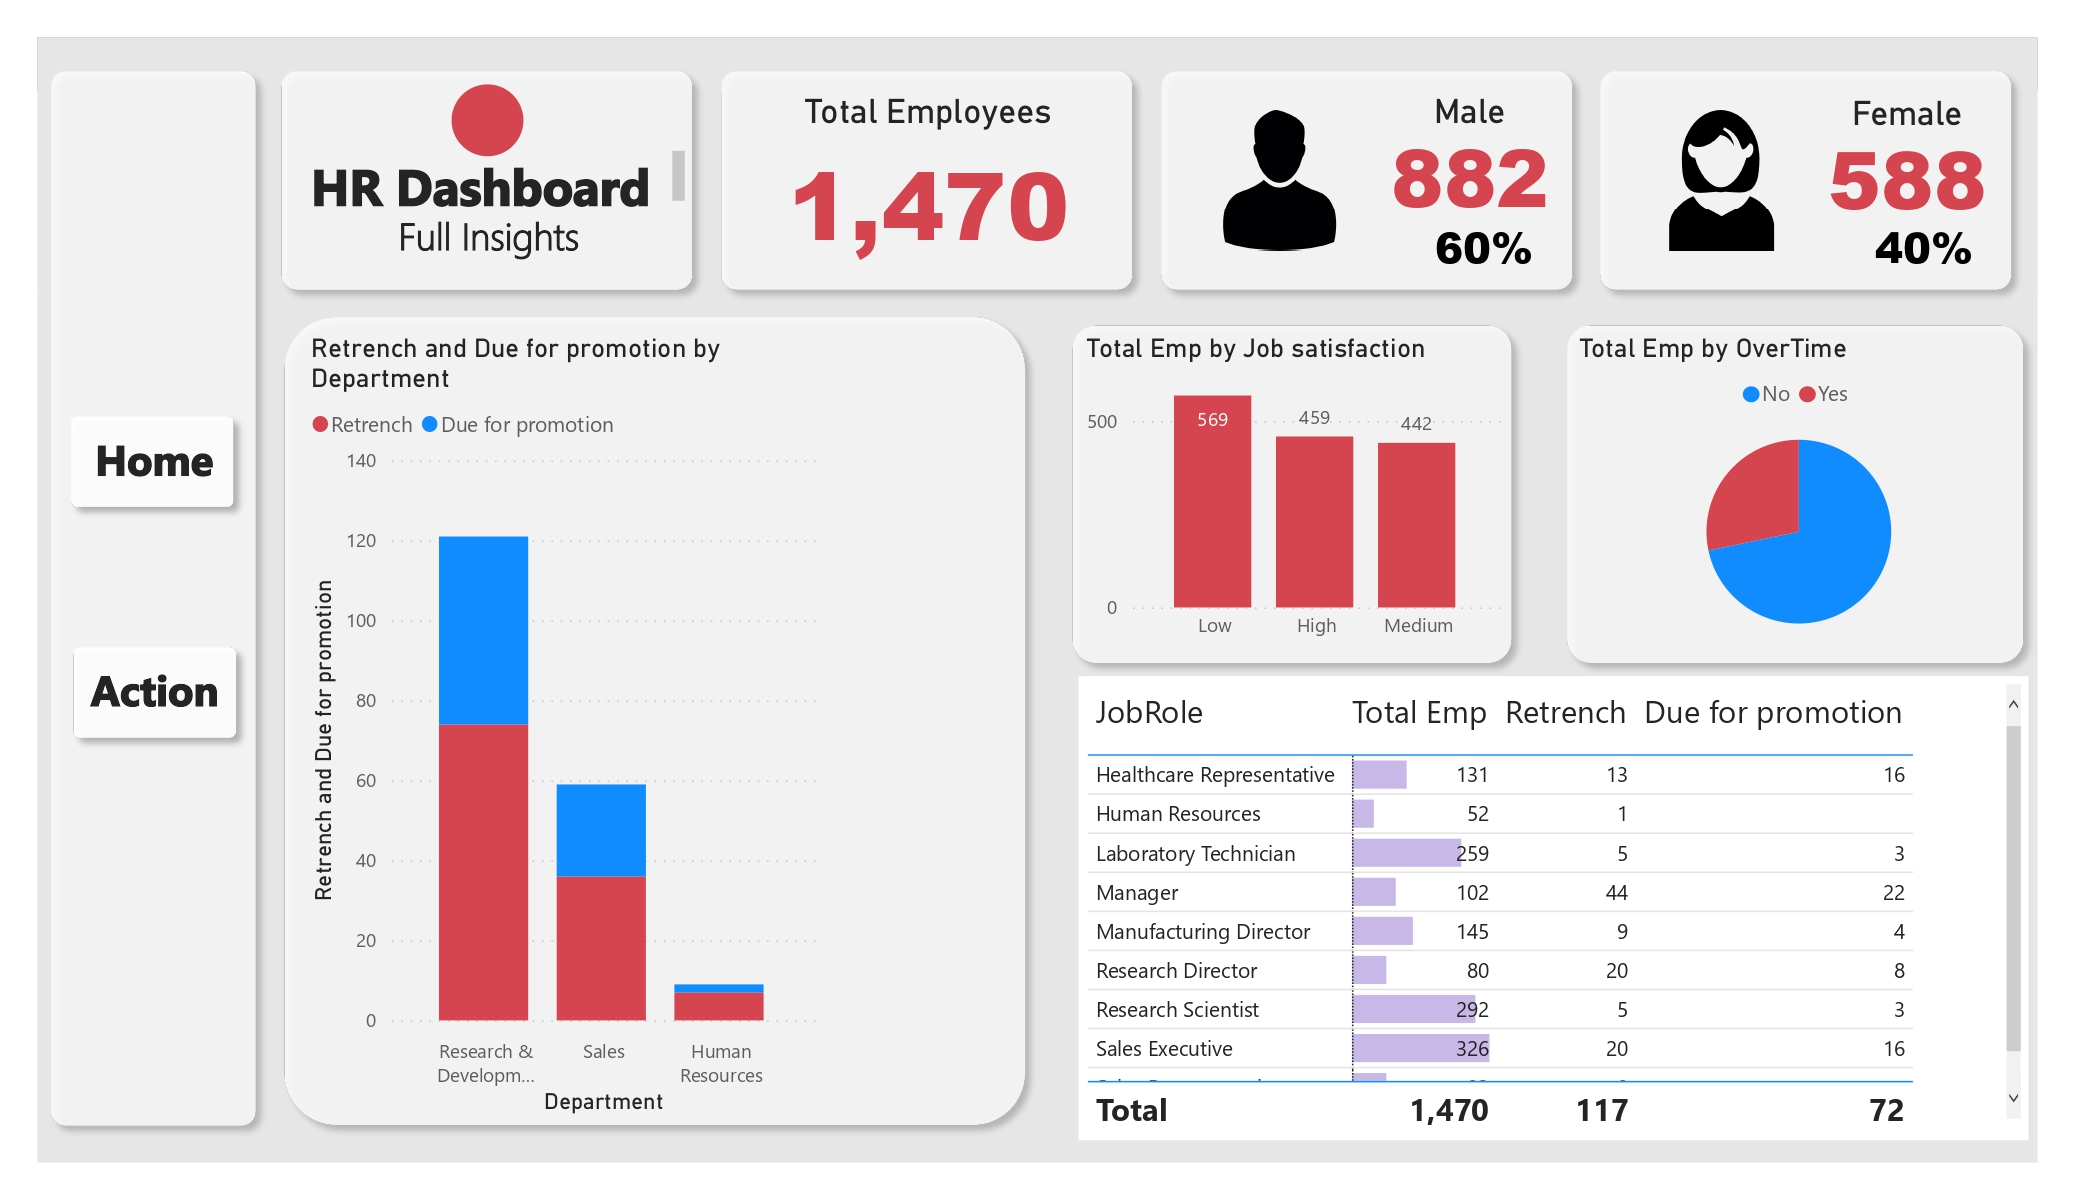 HR Dashboard
Full Insights
Total Employees
1,470
Male
882
60%
Female
588
40%
Home
Action
Retrench and Due for promotion by
Department
Retrench Due for promotion
140
120
100
80
60
40
20
0
Retrench and Due for promotion
Research &
Developm...
Sales
Human
Resources
Department
Total Emp by Job satisfaction
500
0
569
459
442
Low
High
Medium
Total Emp by OverTime
No Yes
JobRole Total Emp Retrench Due for promotion
Healthcare Representative 131 13 16
Human Resources 52 1
Laboratory Technician 259 5 3
Manager 102 44 22
Manufacturing Director 145 9 4
Research Director 80 20 8
Research Scientist 292 5 3
Sales Executive 326 20 16
Total 1,470 117 72